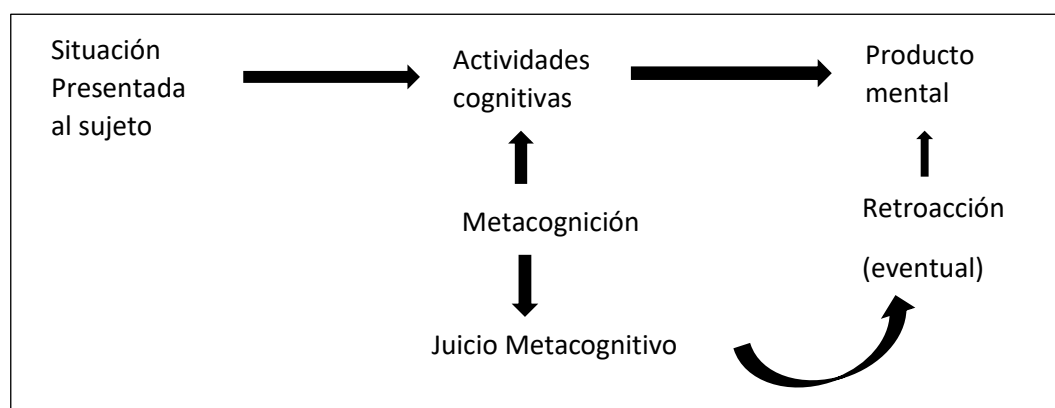 Situación
Presentada
al sujeto
Actividades
cognitivas
Producto
mental
Metacognición
Retroacción
(eventual)
Juicio Metacognitivo